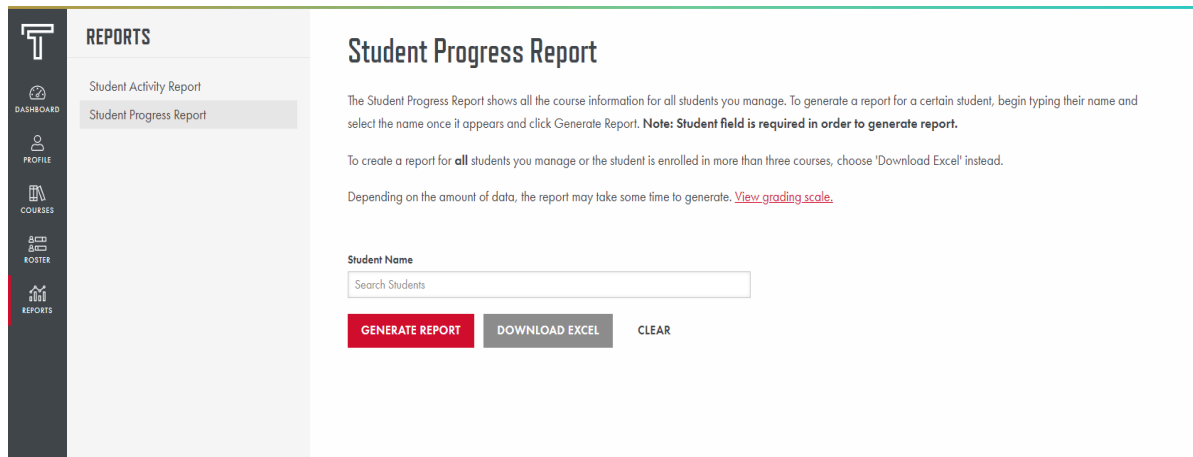 DASHBOARD
PROFILE
COURSES
ROSTER
REPORTS
REPORTS
Student Activity Report
Student Progress Report
Student Progress Report
The Student Progress Report shows all the course information for all students you manage. To generate a report for a certain student, begin typing their name and
select the name once it appears and click Generate Report. Note: Student field is required in order to generate report.
To create a report for all students you manage or the student is enrolled in more than three courses, choose 'Download Excel' instead.
Depending on the amount of data, the report may take some time to generate. View grading scale.
Student Name
Search Students
GENERATE REPORT DOWNLOAD EXCEL CLEAR